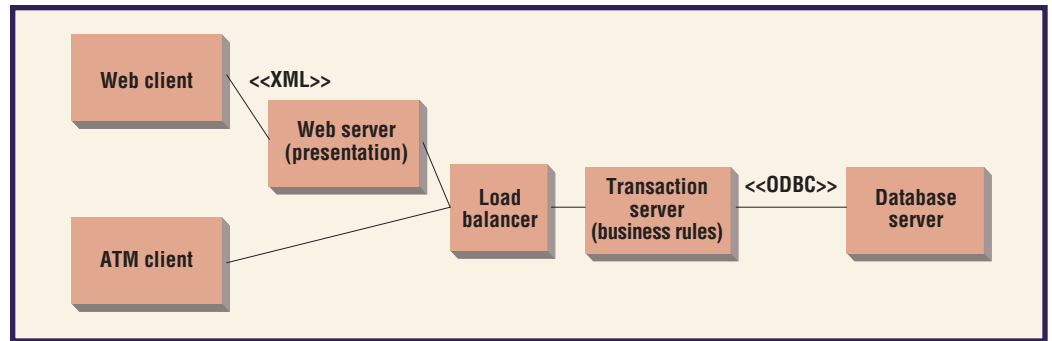 Web client
<<XML>>
Web server
(presentation)
ATM client
Load
balancer
Transaction
server
(business rules)
<<ODBC>>
Database
server